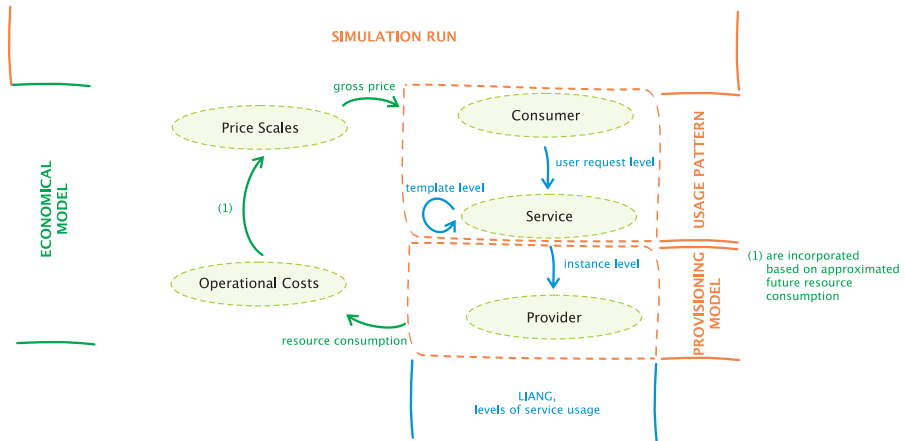 SIMULATION RUN
gross price
Price Scales
Consumer
user request level
template level
Service
(1)
ECONOMICAL
MODEL
USAGE PATTERN
Operational Costs
instance level
Provider
resource consumption
PROVISIONING
MODEL
(1) are incorporated
based on approximated
future resource
consumption
LIANG,
levels of service usage